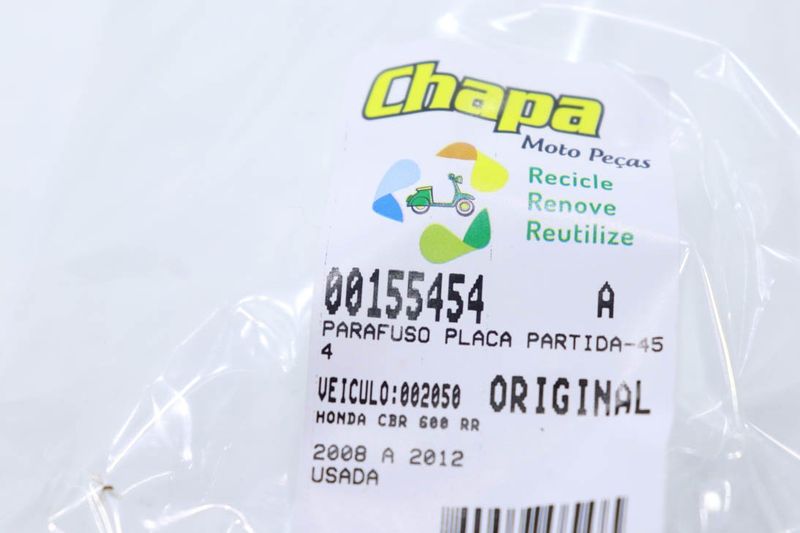 Chapa
Moto Peças
Recicle
Renove
Reutilize
00155454 A
PARAFUSO PLACA PARTIDA-45
4
VEICULO:002050 ORIGINAL
HONDA CBR 600 RR
2008 A 2012
USADA